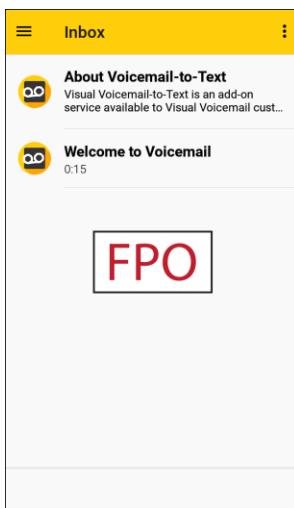 Inbox
About Voicemail-to-Text
Visual Voicemail-to-Text is an add-on
service available to Visual Voicemail cust...
Welcome to Voicemail
0:15
FPO